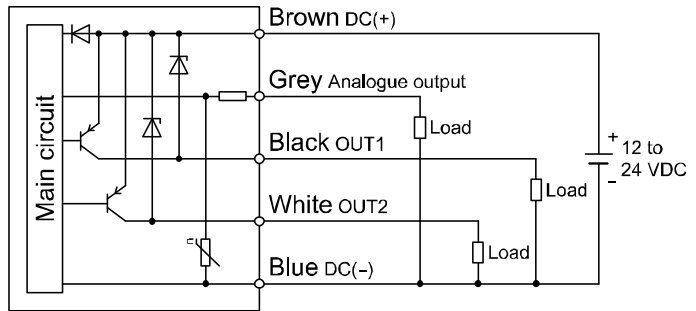 Brown DC(+)
Grey Analogue output
Load
Black OUT1
Main circuit
+
12 to
24 VDC
−
Load
White OUT2
Load
Blue DC(−)
u